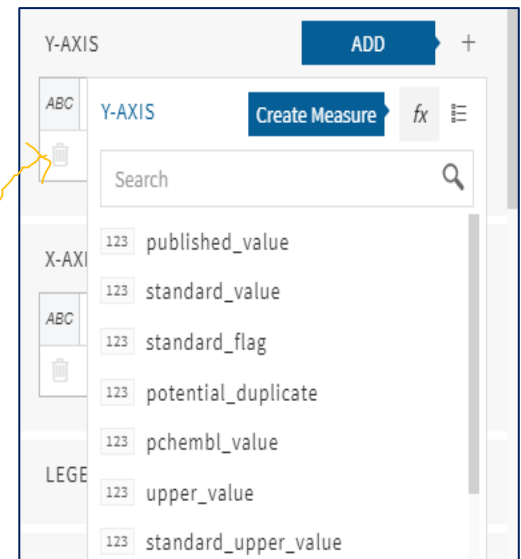 Y-AXIS ADD +
ABC Y-AXIS Create Measure fx
Search
123 published_value
X-AXI
123 standard_value
ABC 123 standard_flag
123 potential_duplicate
123 pchembl_value
LEGE
123 upper_value
123 standard_upper_value